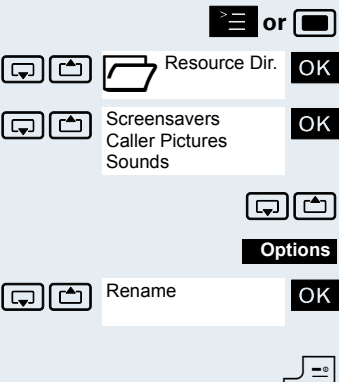 or
Resource Dir. OK
Screensavers OK
Caller Pictures
Sounds
Options
Rename OK